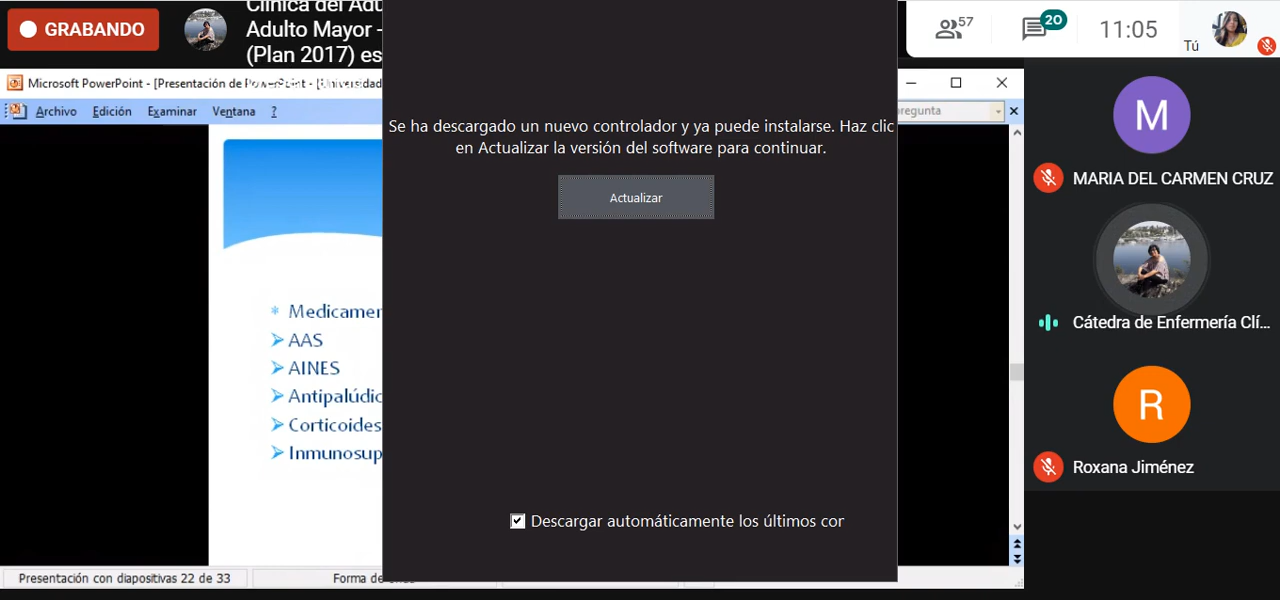 GRABANDO
Clínica del Adu
Adulto Mayor -
(Plan 2017) es
57
20
11:05
Tú
Microsoft PowerPoint - [Presentación de PowerPoint - [Universidad
Archivo Edición Examinar Ventana ?
regunta
Se ha descargado un nuevo controlador y ya puede instalarse. Haz clic
en Actualizar la versión del software para continuar.
Actualizar
Medicamen
AAS
AINES
Antipalúdic
Corticoides
Inmunosup
Descargar automáticamente los últimos cor
Presentación con diapositivas 22 de 33
Forma de
M
MARIA DEL CARMEN CRUZ
Cátedra de Enfermería Clí...
R
Roxana Jiménez